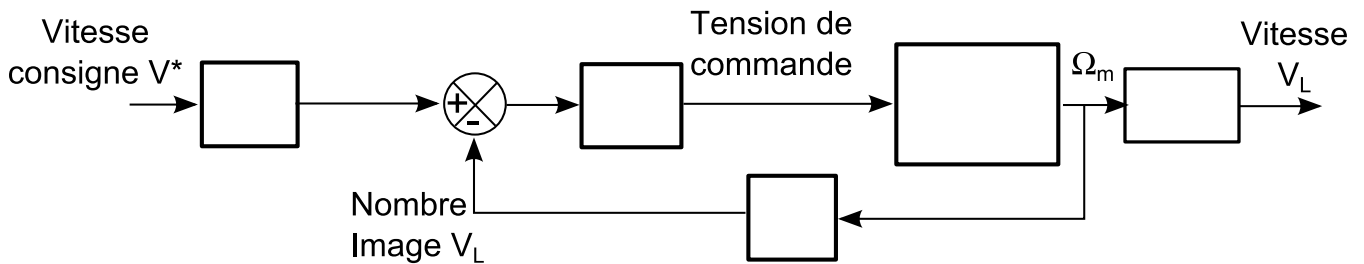 Vitesse
consigne V*
Tension de
commande
Ωm
Vitesse
VL
+
-
Nombre
Image VL